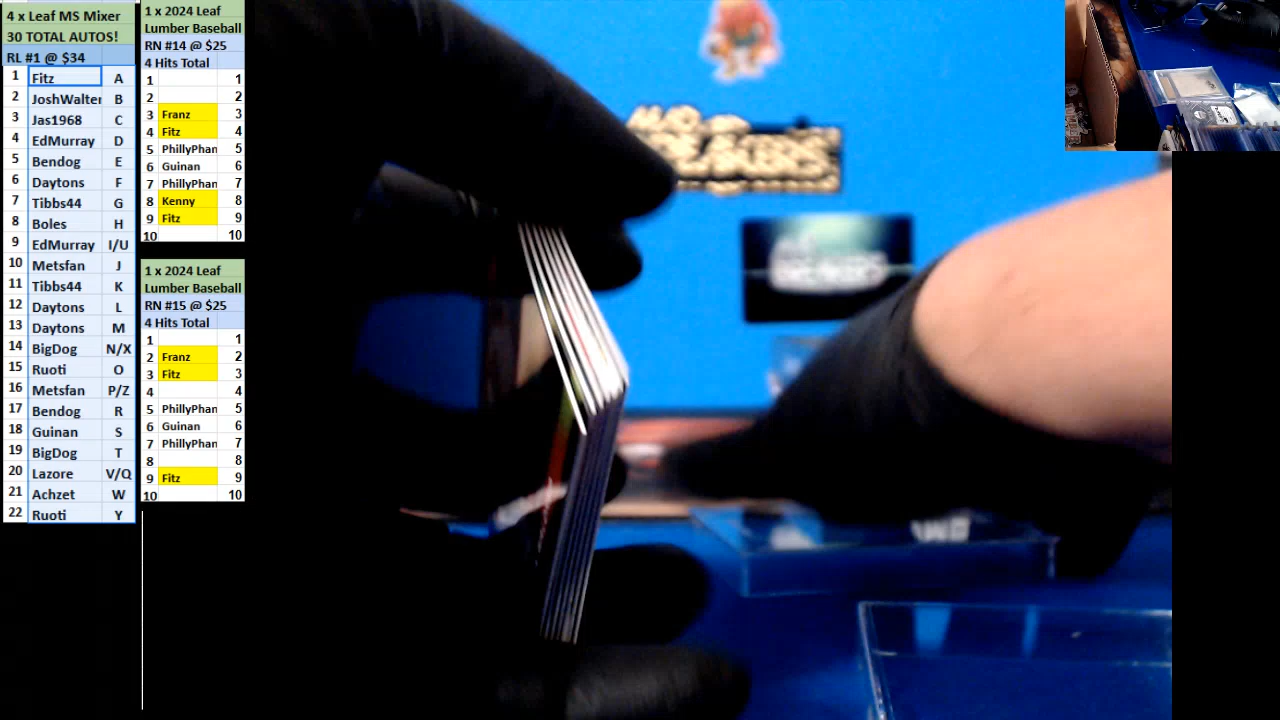 4 x Leaf MS Mixer
30 TOTAL AUTOS!
RL #1 @ $34
1 Fitz A
2 JoshWalter B
3 Jas1968 C
4 EdMurray D
5 Bendog E
6 Daytons F
7 Tibbs44 G
8 Boles H
9 EdMurray I/U
10 Metsfan J
11 Tibbs44 K
12 Daytons L
13 Daytons M
14 BigDog N/X
15 Ruoti O
16 Metsfan P/Z
17 Bendog R
18 Guinan S
19 BigDog T
20 Lazore V/Q
21 Achzet W
22 Ruoti Y
1 x 2024 Leaf
Lumber Baseball
RN #14 @ $25
4 Hits Total
1 1
2 2
3 Franz 3
4 Fitz 4
5 PhillyPhan 5
6 Guinan 6
7 PhillyPhan 7
8 Kenny 8
9 Fitz 9
10 10
1 x 2024 Leaf
Lumber Baseball
RN #15 @ $25
4 Hits Total
1 1
2 Franz 2
3 Fitz 3
4 4
5 PhillyPhan 5
6 Guinan 6
7 PhillyPhan 7
8 8
9 Fitz 9
10 10